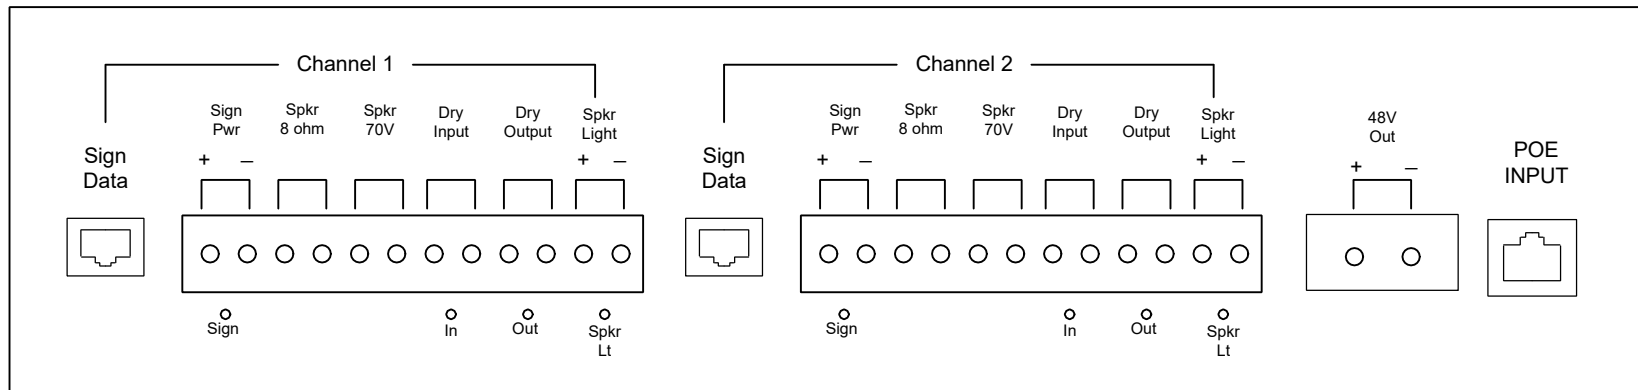 Channel 1
Sign
Data
Sign
Pwr
+ –
Spkr
8 ohm
Spkr
70V
Dry
Input
Dry
Output
Spkr
Light
+ –
Sign
In
Out
Spkr
Lt
Channel 2
Sign
Data
Sign
Pwr
+ –
Spkr
8 ohm
Spkr
70V
Dry
Input
Dry
Output
Spkr
Light
+ –
Sign
In
Out
Spkr
Lt
48V
Out
+ –
POE
INPUT